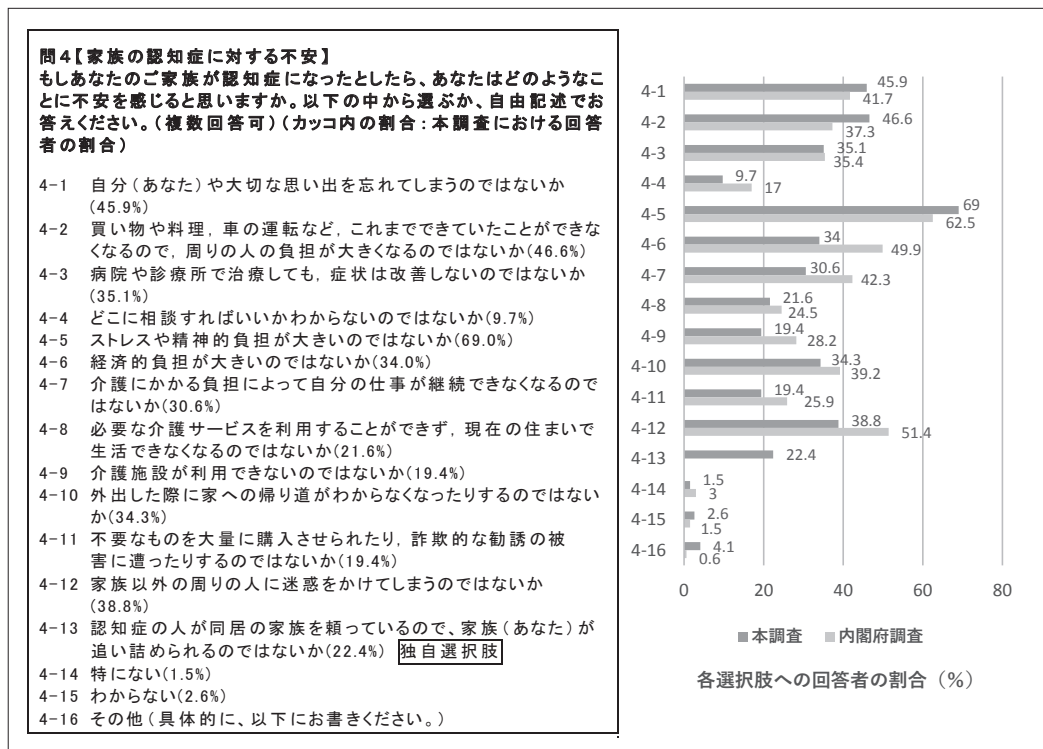 問4【家族の認知症に対する不安】
もしあなたのご家族が認知症になったとしたら、あなたはどのようなこ
とに不安を感じると思いますか。以下の中から選ぶか、自由記述でお
答えください。(複数回答可)(カッコ内の割合:本調査における回答
者の割合)
4-1 自分(あなた)や大切な思い出を忘れてしまうのではないか
(45.9%)
4-2 買い物や料理, 車の運転など, これまでできていたことができな
くなるので, 周りの人の負担が大きくなるのではないか(46.6%)
4-3 病院や診療所で治療しても, 症状は改善しないのではないか
(35.1%)
4-4 どこに相談すればいいかわからないのではないか(9.7%)
4-5 ストレスや精神的負担が大きいのではないか(69.0%)
4-6 経済的負担が大きいのではないか(34.0%)
4-7 介護にかかる負担によって自分の仕事が継続できなくなるので
はないか(30.6%)
4-8 必要な介護サービスを利用することができず, 現在の住まいで
生活できなくなるのではないか(21.6%)
4-9 介護施設が利用できないのではないか(19.4%)
4-10 外出した際に家への帰り道がわからなくなったりするのではない
か(34.3%)
4-11 不要なものを大量に購入させられたり, 詐欺的な勧誘の被
害に遭ったりするのではないか(19.4%)
4-12 家族以外の周りの人に迷惑をかけてしまうのではないか
(38.8%)
4-13 認知症の人が同居の家族を頼っているので、家族(あなた)が
追い詰められるのではないか(22.4%) 独自選択肢
4-14 特にない(1.5%)
4-15 わからない(2.6%)
4-16 その他(具体的に、以下にお書きください。)
4-1 45.9
41.7
4-2 46.6
37.3
4-3 35.1
35.4
4-4 9.7
17
4-5 69
62.5
4-6 34
49.9
4-7 30.6
42.3
4-8 21.6
24.5
4-9 19.4
28.2
4-10 34.3
39.2
4-11 19.4
25.9
4-12 38.8
51.4
4-13 22.4
4-14 1.5
3
4-15 2.6
1.5
4-16 4.1
0.6
0 20 40 60 80
本調査 内閣府調査
各選択肢への回答者の割合(%)